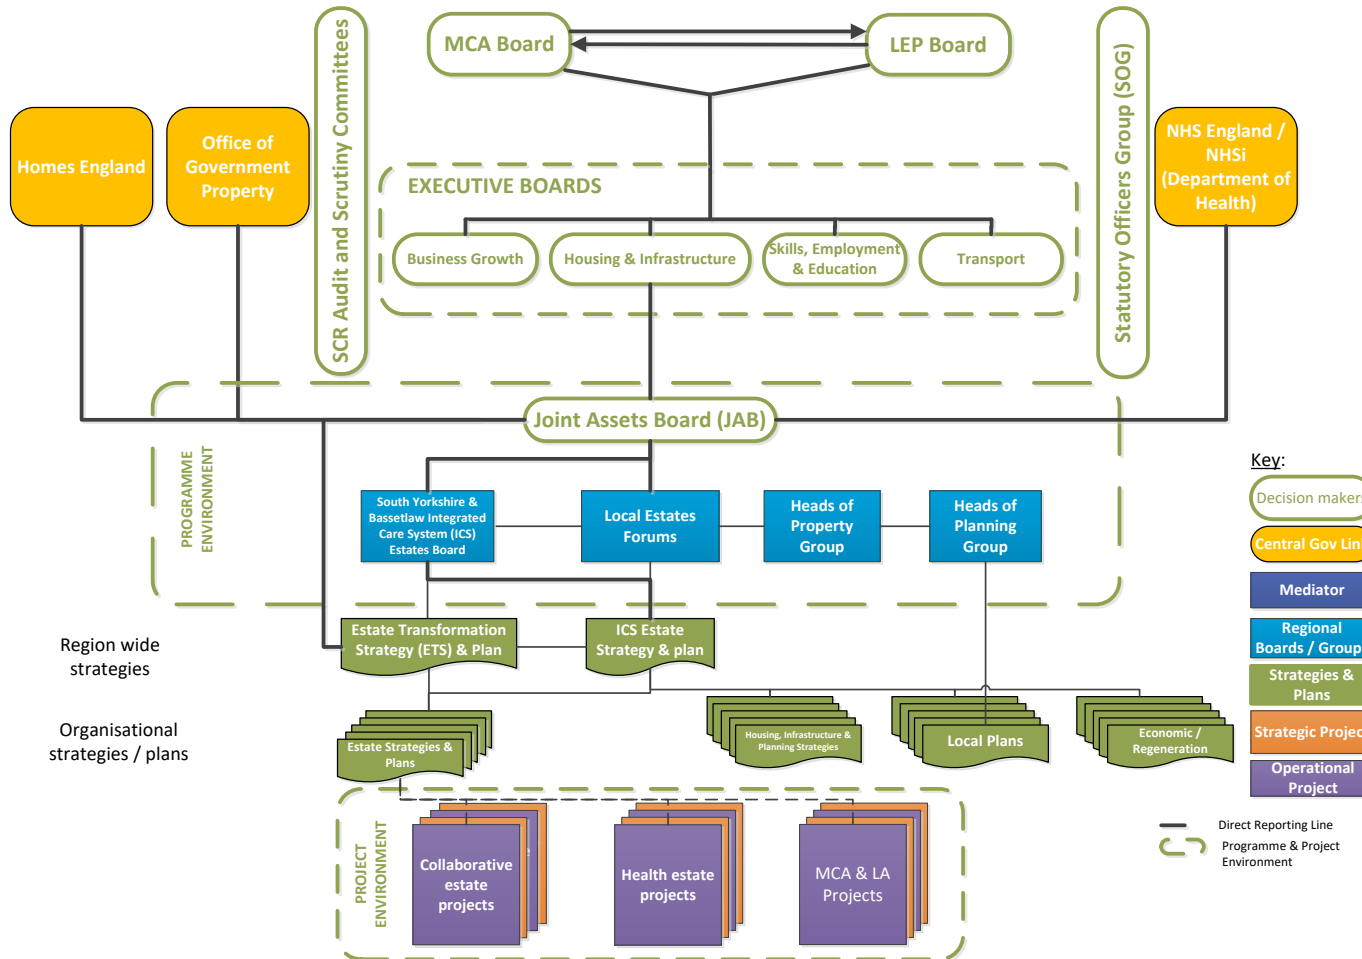 MCA Board
LEP Board
SCR Audit and Scrutiny Committees
Statutory Officers Group (SOG)
Homes England
Office of
Government
Property
NHS England /
NHSi
(Department of
Health)
EXECUTIVE BOARDS
Business Growth
Housing & Infrastructure
Skills, Employment
& Education
Transport
Joint Assets Board (JAB)
PROGRAMME
ENVIRONMENT
South Yorkshire &
Bassetlaw Integrated
Care System (ICS)
Estates Board
Local Estates
Forums
Heads of
Property
Group
Heads of
Planning
Group
Region wide
strategies
Estate Transformation
Strategy (ETS) & Plan
ICS Estate
Strategy & plan
Organisational
strategies / plans
Estate Strategies &
Plans
Housing, Infrastructure &
Planning Strategies
Local Plans
Economic /
Regeneration
PROJECT
ENVIRONMENT
Collaborative
estate
projects
Health estate
projects
MCA & LA
Projects
Key:
Decision makers
Central Gov Lin
Mediator
Regional
Boards / Group
Strategies &
Plans
Strategic Projec
Operational
Project
Direct Reporting Line
Programme & Project
Environment